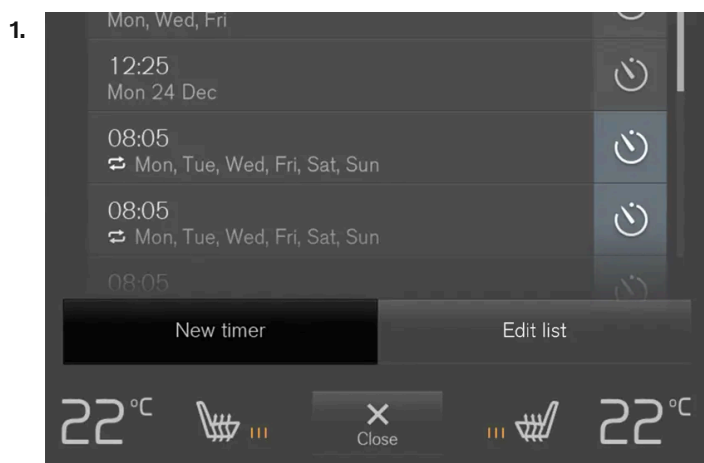 1.
Mon, Wed, Fri
12:25
Mon 24 Dec
08:05
Mon, Tue, Wed, Fri, Sat, Sun
08:05
Mon, Tue, Wed, Fri, Sat, Sun
08:05
New timer Edit list
22°C 22°C
Close